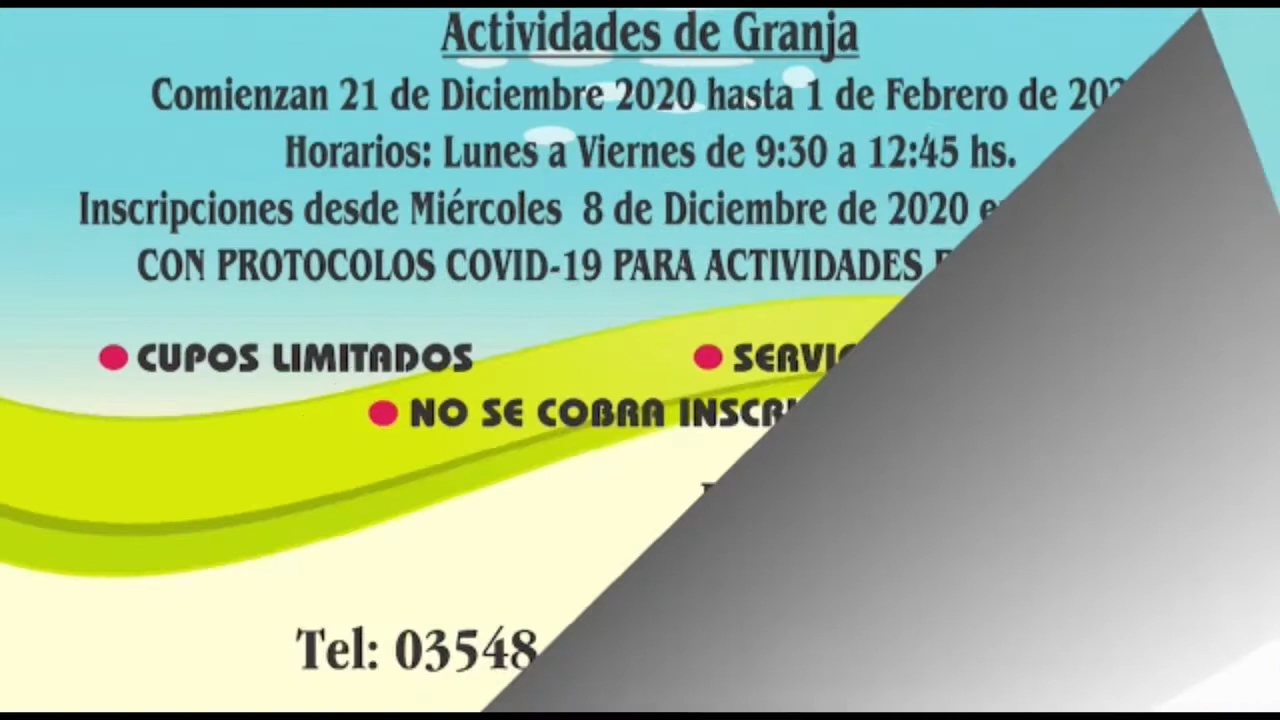 Actividades de Granja
Comienzan 21 de Diciembre 2020 hasta 1 de Febrero de
Horarios: Lunes a Viernes de 9:30 a 12:45 hs.
Inscripciones desde Miércoles 8 de Diciembre de 2020
CON PROTOCOLOS COVID-19 PARA ACTIVIDADES
CUPOS LIMITADOS
NO SE COBRA
Tel: 03548